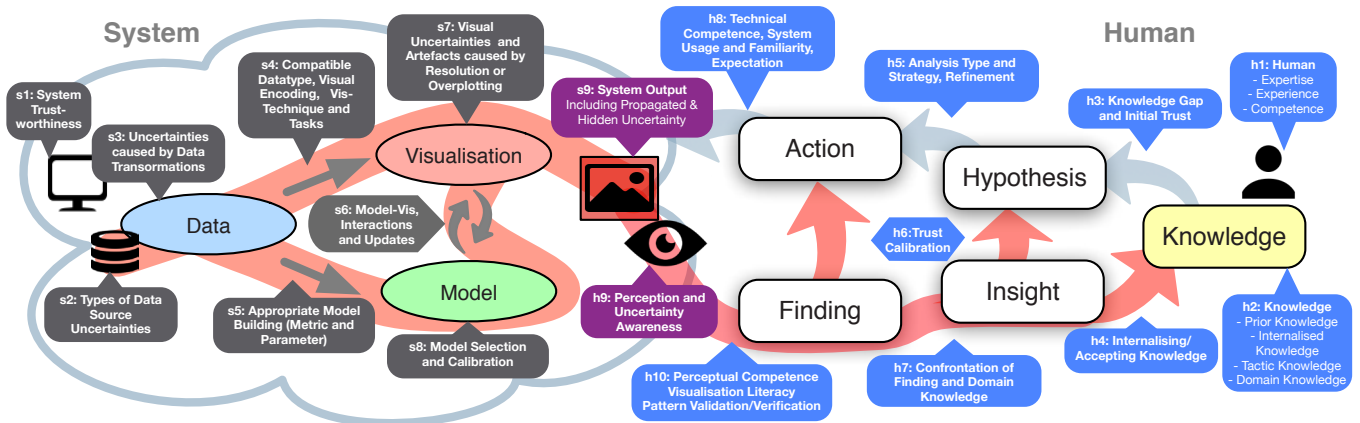 System
Human
s1: System
Trust-
worthiness
s3: Uncertainties
caused by Data
Transormations
s4: Compatible
Datatype, Visual
Encoding, Vis-
Technique and
Tasks
s7: Visual
Uncertainties and
Artefacts caused by
Resolution or
Overplotting
s9: System Output
Including Propagated &
Hidden Uncertainty
h8: Technical
Competence, System
Usage and Familiarity,
Expectation
h5: Analysis Type and
Strategy, Refinement
h3: Knowledge Gap
and Initial Trust
h1: Human
- Expertise
- Experience
- Competence
Visualisation
Action
Hypothesis
Data
s6: Model-Vis,
Interactions
and Updates
h6:Trust
Calibration
Knowledge
Model
Finding
Insight
s2: Types of Data
Source
Uncertainties
s5: Appropriate Model
Building (Metric and
Parameter)
s8: Model Selection
and Calibration
h9: Perception and
Uncertainty
Awareness
h10: Perceptual Competence
Visualisation Literacy
Pattern Validation/Verification
h7: Confrontation of
Finding and Domain
Knowledge
h4: Internalising/
Accepting Knowledge
h2: Knowledge
- Prior Knowledge
- Internalised
Knowledge
- Tactic Knowledge
- Domain Knowledge